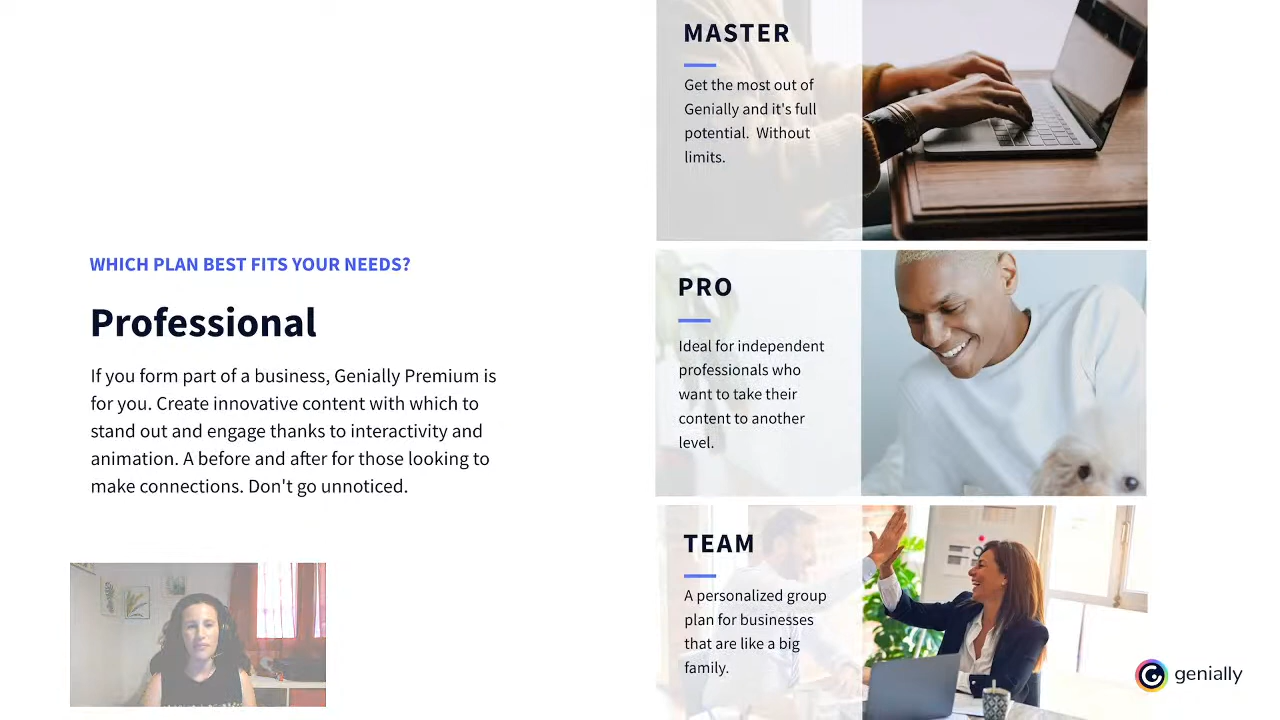 WHICH PLAN BEST FITS YOUR NEEDS?
Professional
If you form part of a business, Genially Premium is
for you. Create innovative content with which to
stand out and engage thanks to interactivity and
animation. A before and after for those looking to
make connections. Don't go unnoticed.
MASTER
Get the most out of
Genially and it's full
potential.  Without
limits.
PRO
Ideal for independent
professionals who
want to take their
content to another
level.
TEAM
A personalized group
plan for businesses
that are like a big
family.
genially